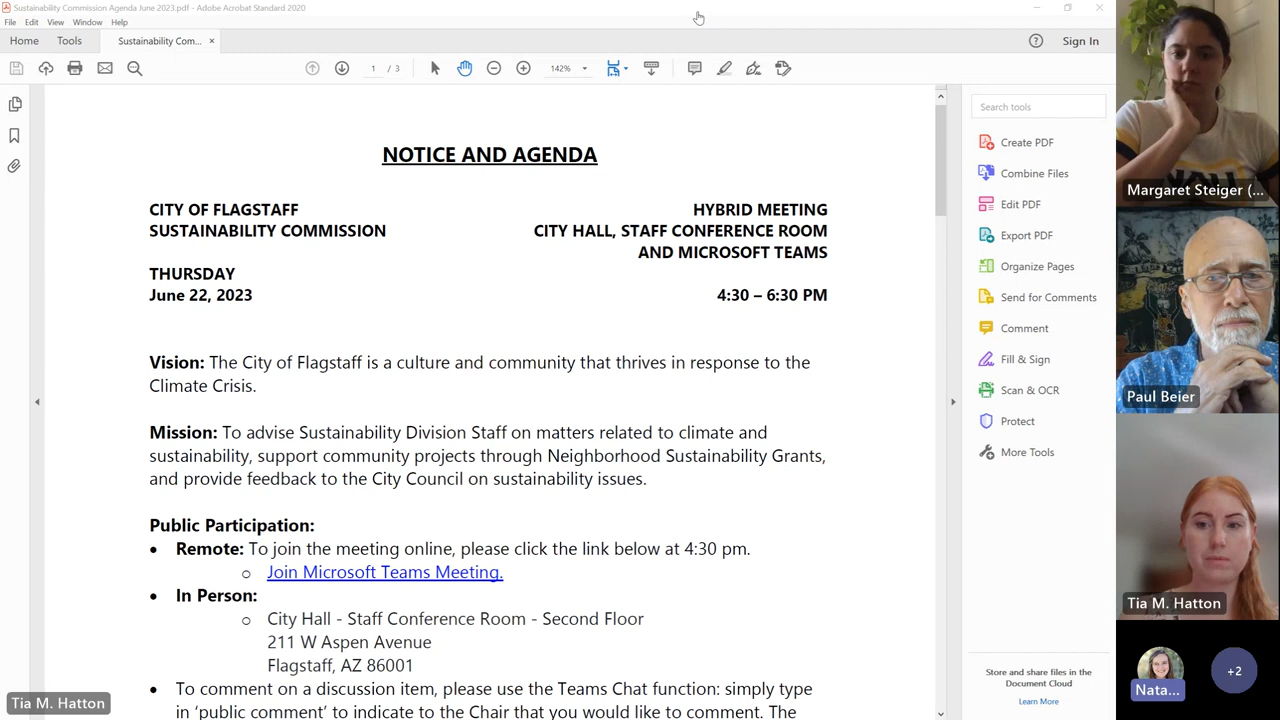 Sustainability Commission Agenda June 2023.pdf - Adobe Acrobat Standard 2020
File Edit View Window Help
Home Tools Sustainability Com... × Sign In
1 / 3 142%
NOTICE AND AGENDA
CITY OF FLAGSTAFF HYBRID MEETING
SUSTAINABILITY COMMISSION CITY HALL, STAFF CONFERENCE ROOM
AND MICROSOFT TEAMS
THURSDAY
June 22, 2023 4:30 – 6:30 PM
Vision: The City of Flagstaff is a culture and community that thrives in response to the
Climate Crisis.
Mission: To advise Sustainability Division Staff on matters related to climate and
sustainability, support community projects through Neighborhood Sustainability Grants,
and provide feedback to the City Council on sustainability issues.
Public Participation:
• Remote: To join the meeting online, please click the link below at 4:30 pm.
o Join Microsoft Teams Meeting.
• In Person:
o City Hall - Staff Conference Room - Second Floor
211 W Aspen Avenue
Flagstaff, AZ 86001
• To comment on a discussion item, please use the Teams Chat function: simply type
in ‘public comment’ to indicate to the Chair that you would like to comment. The
Tia M. Hatton
Search tools
Create PDF
Combine Files
Edit PDF
Export PDF
Organize Pages
Send for Comments
Comment
Fill & Sign
Scan & OCR
Protect
More Tools
Store and share files in the
Document Cloud
Learn More
Margaret Steiger (...
Paul Beier
Tia M. Hatton
Nata...
+2